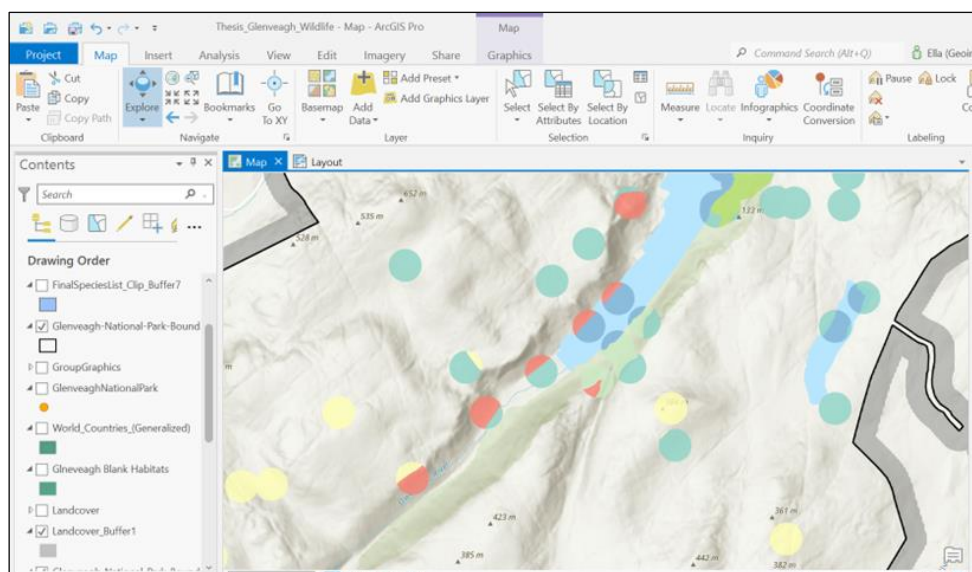 Thesis_Glenveagh_Wildlife - Map - ArcGIS Pro
Map
Project Map Insert Analysis View Edit Imagery Share Graphics
Command Search (Alt+Q)
Ella (Geoin
Cut
Copy
Copy Path
Paste
Clipboard
Explore
Bookmarks
Go To XY
Navigate
Basemap
Add Data
Add Preset
Add Graphics Layer
Layer
Select
Select By Attributes
Select By Location
Selection
Measure
Locate
Infographics
Coordinate Conversion
Inquiry
Pause
Lock
Co
Labeling
Contents
Search
Drawing Order
FinalSpeciesList_Clip_Buffer7
Glenveagh-National-Park-Bound
GroupGraphics
GlenveaghNationalPark
World_Countries_(Generalized)
Glneveagh Blank Habitats
Landcover
Landcover_Buffer1
Map
Layout
652 m
535 m
528 m
133 m
m
423 m
385 m
361 m
442 m
382 m